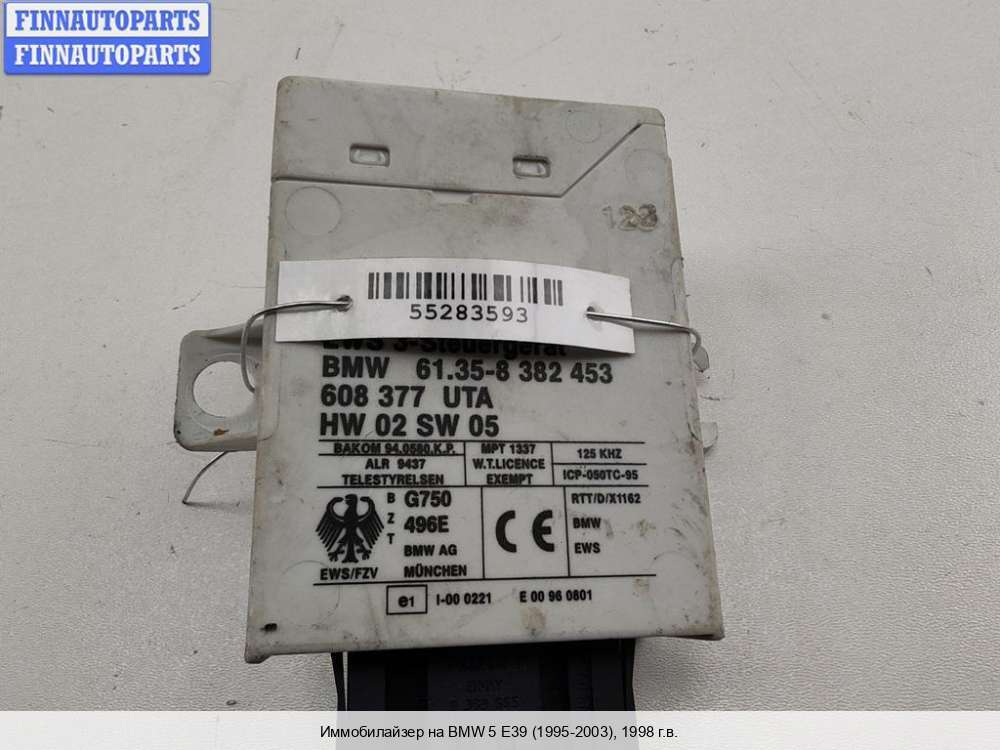 FINNAUTOPARTS
FINNAUTOPARTS
123
55283593
EWS 3-Steuergerät
BMW 61.35-8 382 453
608 377 UTA
HW 02 SW 05
BAKOM 94.0580.K.P.
MPT 1337
125 KHZ
ALR 9437
W.T.LICENCE
ICP-050TC-95
TELESTYRELSEN
EXEMPT
B Z T
G750
496E
BMW AG
MÜNCHEN
EWS/FZV
CE
RTT/D/X1162
BMW
EWS
e1
I-00 0221
E 00 96 0801
Иммобилайзер на BMW 5 E39 (1995-2003), 1998 г.в.